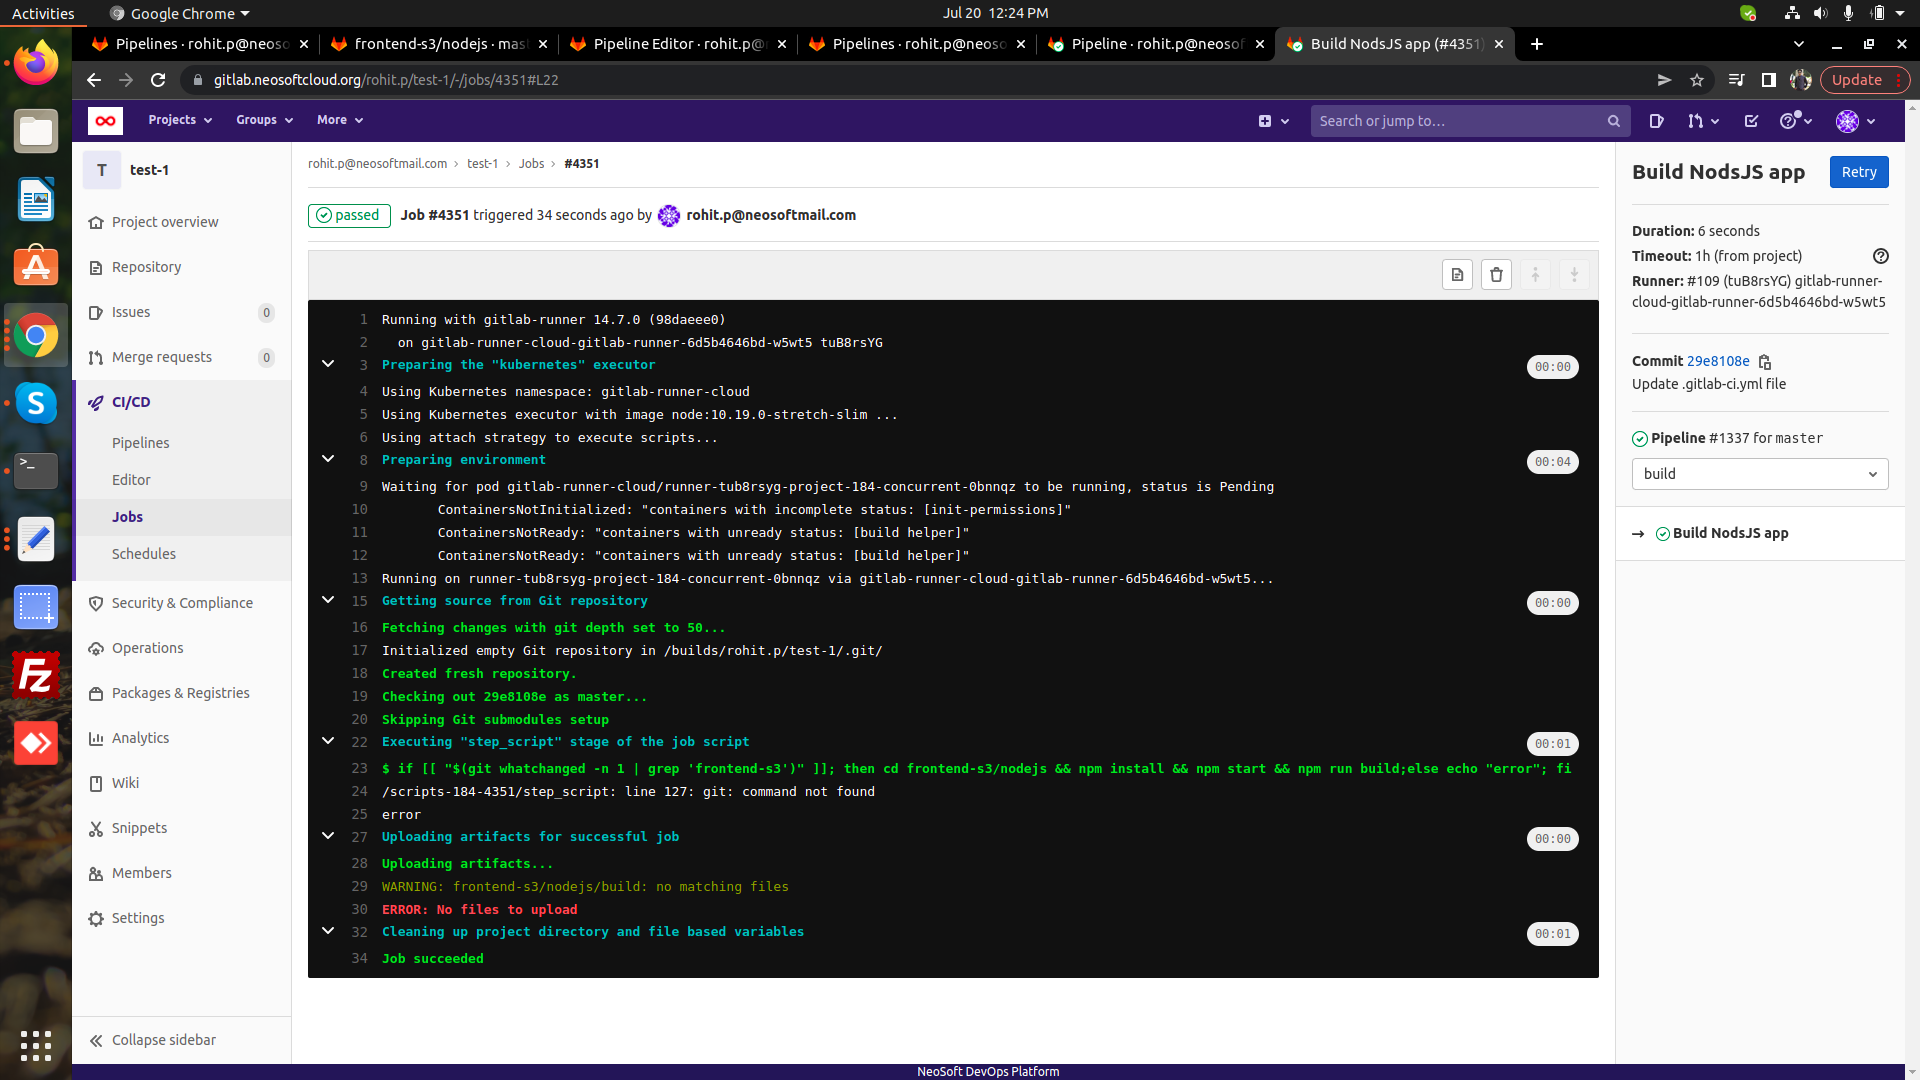 Activities
Google Chrome
Jul 20 12:24 PM
Pipelines · rohit.p@neoso
frontend-s3/nodejs · mas
Pipeline Editor · rohit.p@
Pipelines · rohit.p@neoso
Pipeline · rohit.p@neosof
Build NodsJS app (#4351)
gitlab.neosoftcloud.org/rohit.p/test-1/-/jobs/4351#L22
Update
Projects
Groups
More
Search or jump to…
T
test-1
Project overview
Repository
Issues 0
Merge requests 0
CI/CD
Pipelines
Editor
Jobs
Schedules
Security & Compliance
Operations
Packages & Registries
Analytics
Wiki
Snippets
Members
Settings
Collapse sidebar
rohit.p@neosoftmail.com › test-1 › Jobs › #4351
passed Job #4351 triggered 34 seconds ago by rohit.p@neosoftmail.com
1 Running with gitlab-runner 14.7.0 (98daeee0)
2 on gitlab-runner-cloud-gitlab-runner-6d5b4646bd-w5wt5 tuB8rsYG
3 Preparing the "kubernetes" executor 00:00
4 Using Kubernetes namespace: gitlab-runner-cloud
5 Using Kubernetes executor with image node:10.19.0-stretch-slim ...
6 Using attach strategy to execute scripts...
8 Preparing environment 00:04
9 Waiting for pod gitlab-runner-cloud/runner-tub8rsyg-project-184-concurrent-0bnnqz to be running, status is Pending
10 ContainersNotInitialized: "containers with incomplete status: [init-permissions]"
11 ContainersNotReady: "containers with unready status: [build helper]"
12 ContainersNotReady: "containers with unready status: [build helper]"
13 Running on runner-tub8rsyg-project-184-concurrent-0bnnqz via gitlab-runner-cloud-gitlab-runner-6d5b4646bd-w5wt5...
15 Getting source from Git repository 00:00
16 Fetching changes with git depth set to 50...
17 Initialized empty Git repository in /builds/rohit.p/test-1/.git/
18 Created fresh repository.
19 Checking out 29e8108e as master...
20 Skipping Git submodules setup
22 Executing "step_script" stage of the job script 00:01
23 $ if [[ "$(git whatchanged -n 1 | grep 'frontend-s3')" ]]; then cd frontend-s3/nodejs && npm install && npm start && npm run build;else echo "error"; fi
24 /scripts-184-4351/step_script: line 127: git: command not found
25 error
27 Uploading artifacts for successful job 00:00
28 Uploading artifacts...
29 WARNING: frontend-s3/nodejs/build: no matching files
30 ERROR: No files to upload
32 Cleaning up project directory and file based variables 00:01
34 Job succeeded
Build NodsJS app
Retry
Duration: 6 seconds
Timeout: 1h (from project)
Runner: #109 (tuB8rsYG) gitlab-runner-
cloud-gitlab-runner-6d5b4646bd-w5wt5
Commit 29e8108e
Update .gitlab-ci.yml file
Pipeline #1337 for master
build
→ Build NodsJS app
NeoSoft DevOps Platform